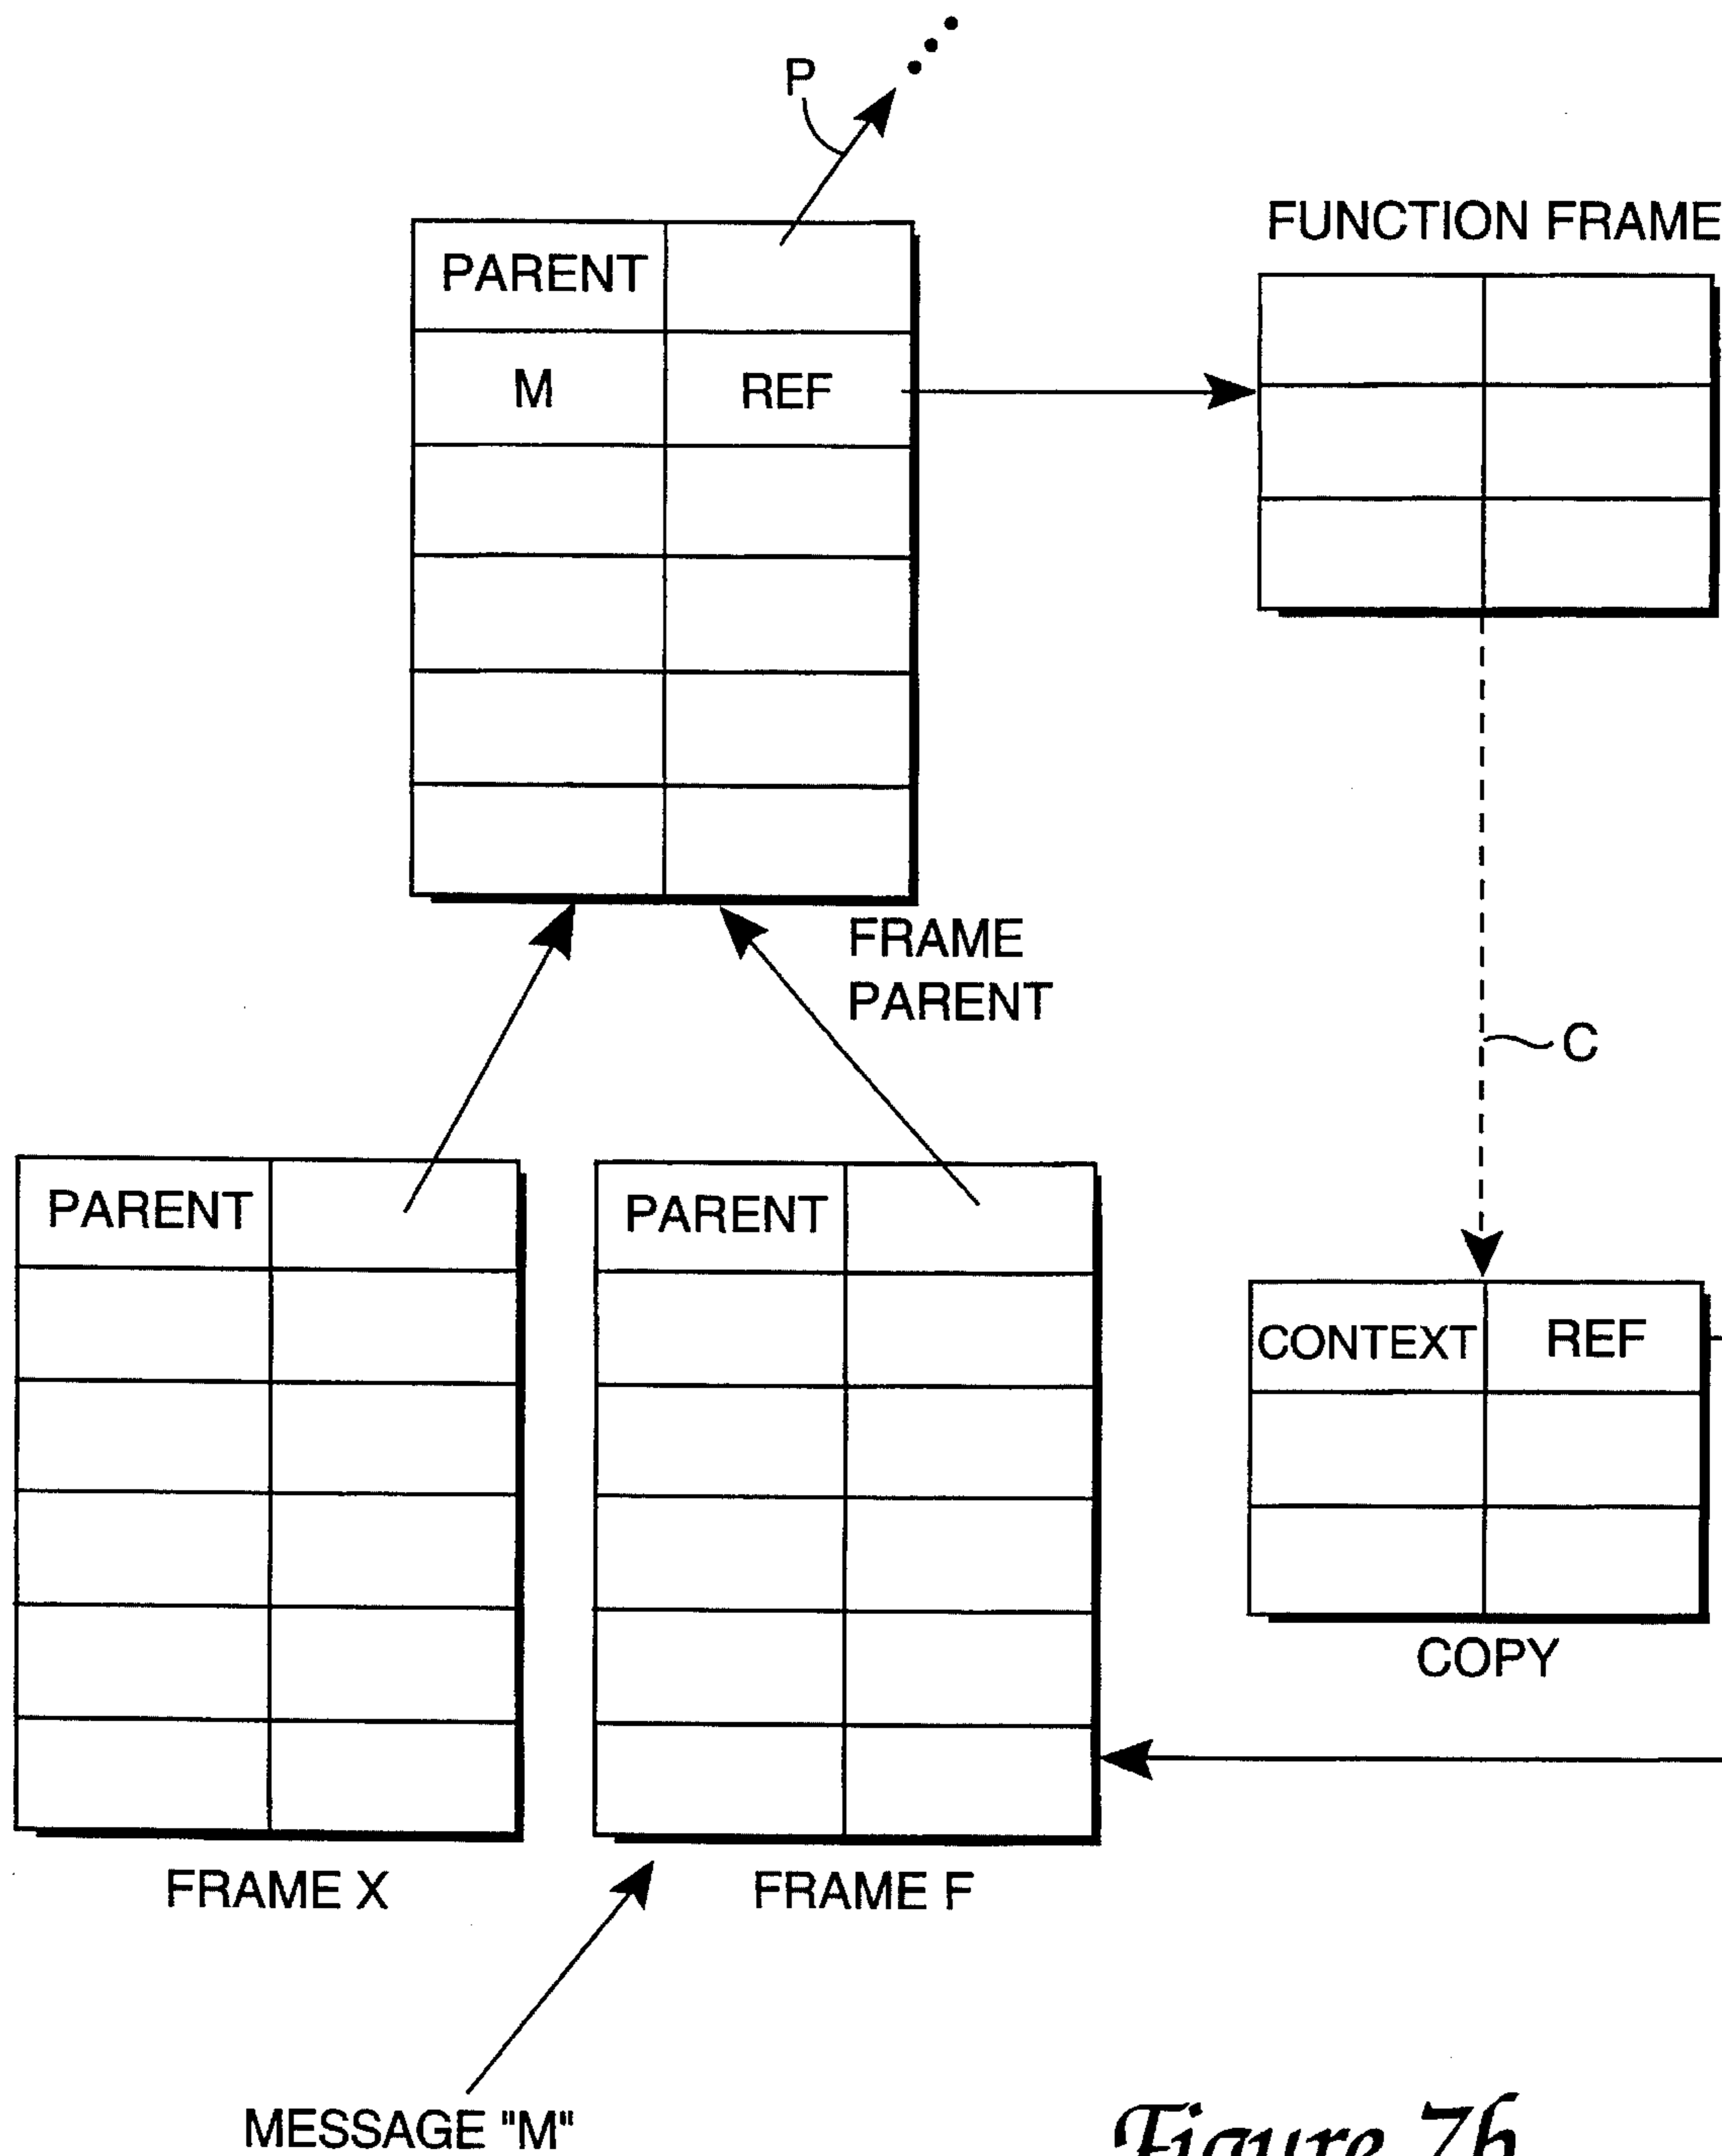 P
FUNCTION FRAME
PARENT
M REF
FRAME
PARENT
C
PARENT
PARENT
CONTEXT REF
COPY
FRAME X
FRAME F
MESSAGE "M"
Figure 7b